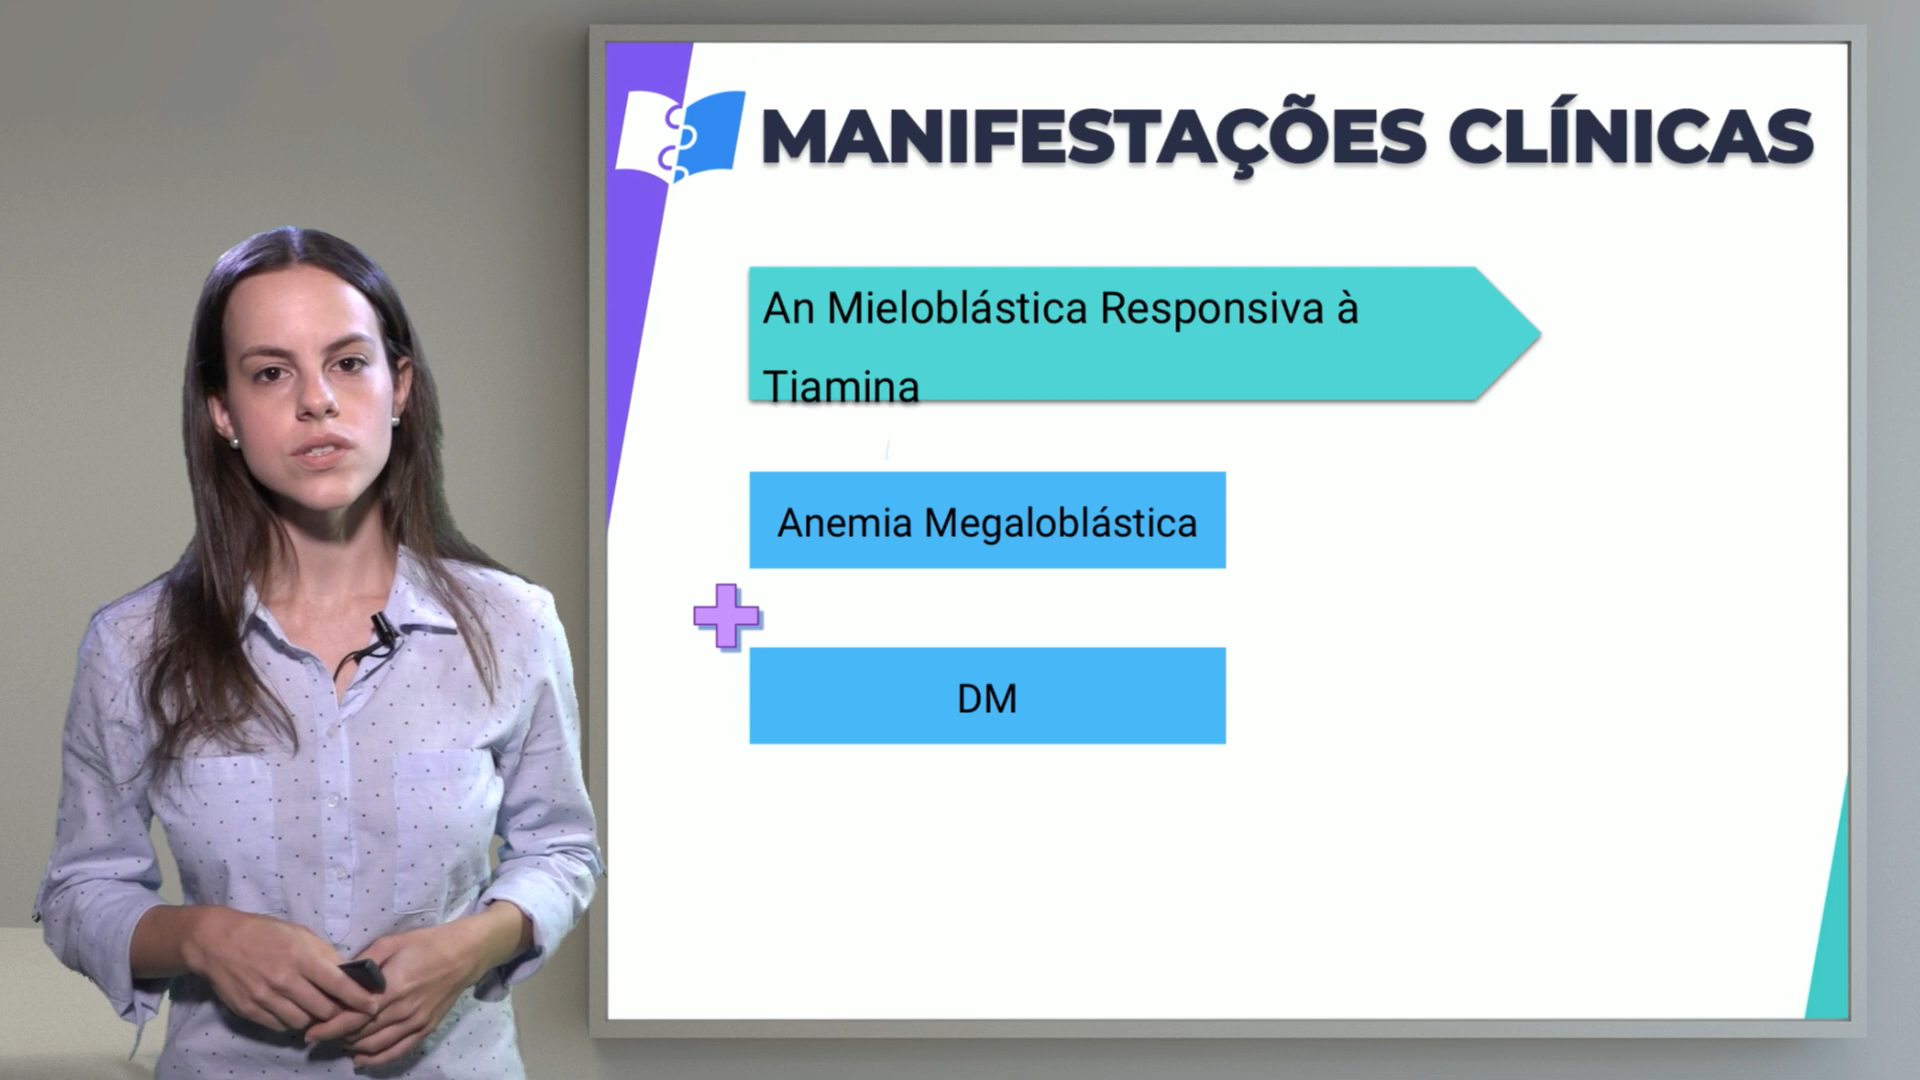 MANIFESTAÇÕES CLÍNICAS
An Mieloblástica Responsiva à
Tiamina
Anemia Megaloblástica
DM